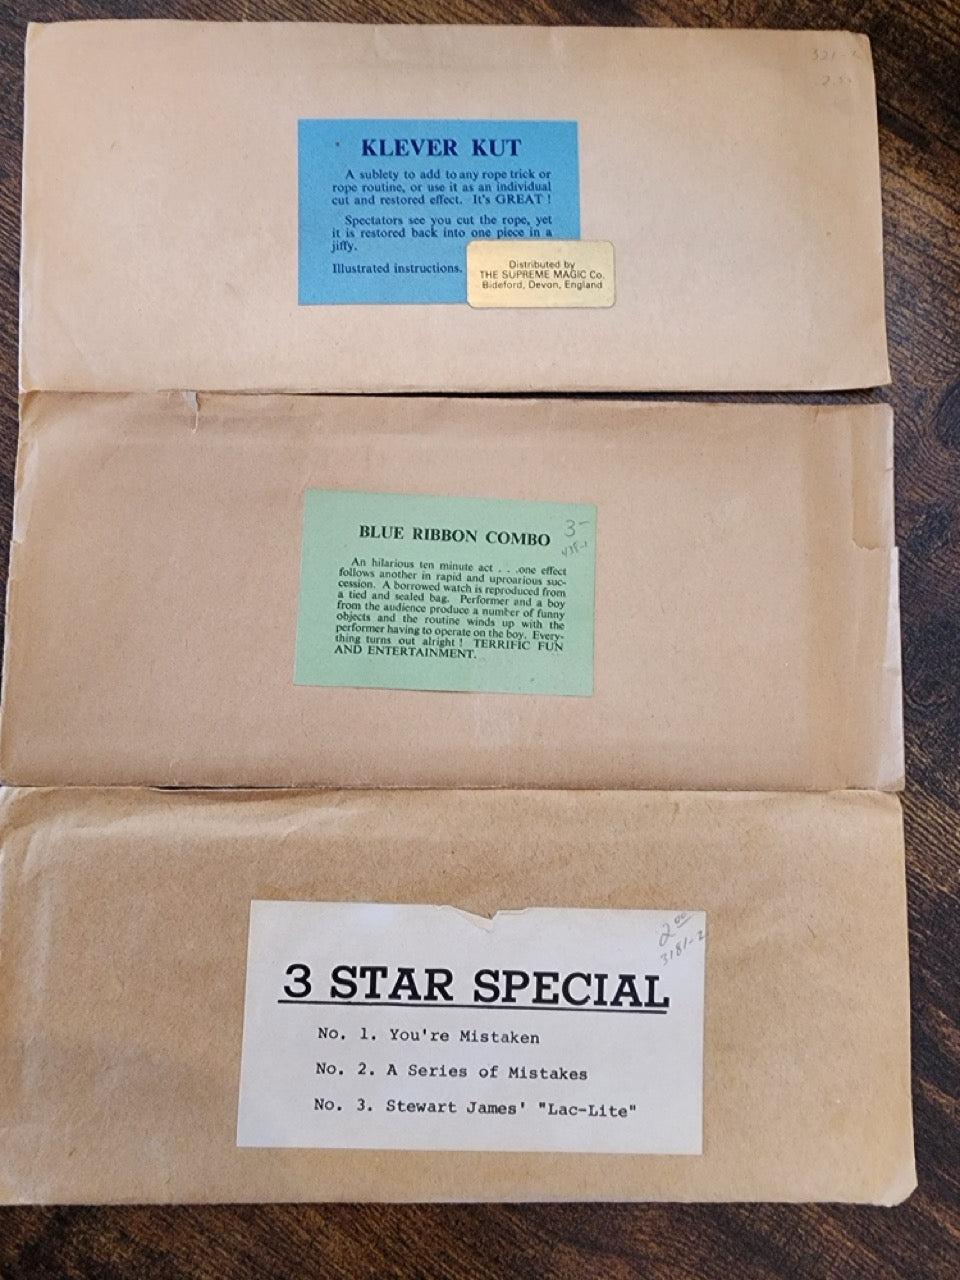 KLEVER KUT
A sublety to add to any rope trick or
rope routine, or use it as an individual
cut and restored effect. It's GREAT !
Spectators see you cut the rope, yet
it is restored back into one piece in a
jiffy.
Illustrated instructions.
Distributed by
THE SUPREME MAGIC Co.
Bideford, Devon, England
BLUE RIBBON COMBO
3-
An hilarious ten minute act . . .one effect
follows another in rapid and uproarious suc-
cession. A borrowed watch is reproduced from
a tied and sealed bag. Performer and a boy
from the audience produce a number of funny
objects and the routine winds up with the
performer having to operate on the boy. Every-
thing turns out alright ! TERRIFIC FUN
AND ENTERTAINMENT.
2.00
3181-2
3 STAR SPECIAL
No. 1. You're Mistaken
No. 2. A Series of Mistakes
No. 3. Stewart James' "Lac-Lite"